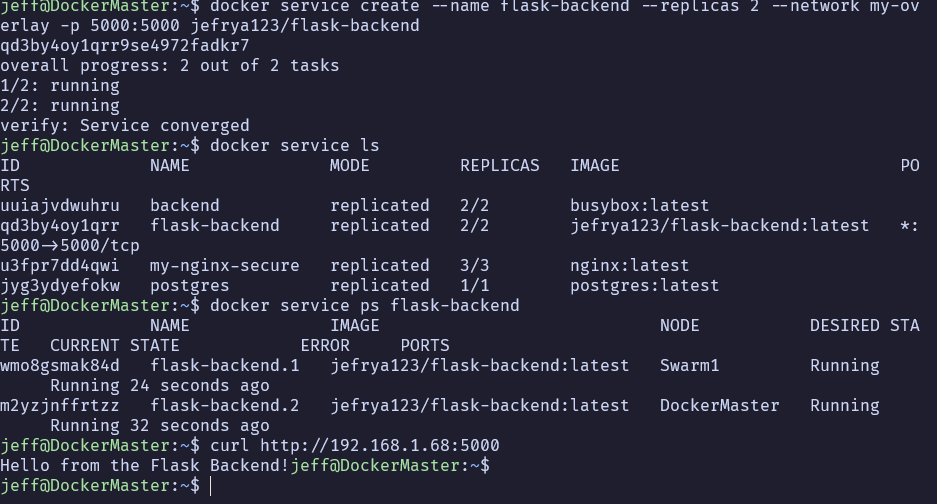 jeff@DockerMaster:~$ docker service create --name flask-backend --replicas 2 --network my-ov
erlay -p 5000:5000 jefrya123/flask-backend
qd3by4oy1qrr9se4972fadkr7
overall progress: 2 out of 2 tasks
1/2: running
2/2: running
verify: Service converged
jeff@DockerMaster:~$ docker service ls
ID             NAME              MODE         REPLICAS   IMAGE                            PO
RTS
uuiajvdwuhru   backend           replicated   2/2        busybox:latest
qd3by4oy1qrr   flask-backend     replicated   2/2        jefrya123/flask-backend:latest   *:
5000->5000/tcp
u3fpr7dd4qwi   my-nginx-secure   replicated   3/3        nginx:latest
jyg3ydyefokw   postgres          replicated   1/1        postgres:latest
jeff@DockerMaster:~$ docker service ps flask-backend
ID             NAME              IMAGE                            NODE           DESIRED STA
TE   CURRENT STATE            ERROR     PORTS
wmo8gsmak84d   flask-backend.1   jefrya123/flask-backend:latest   Swarm1         Running
     Running 24 seconds ago
m2yzjnffrtzz   flask-backend.2   jefrya123/flask-backend:latest   DockerMaster   Running
     Running 32 seconds ago
jeff@DockerMaster:~$ curl http://192.168.1.68:5000
Hello from the Flask Backend!jeff@DockerMaster:~$
jeff@DockerMaster:~$